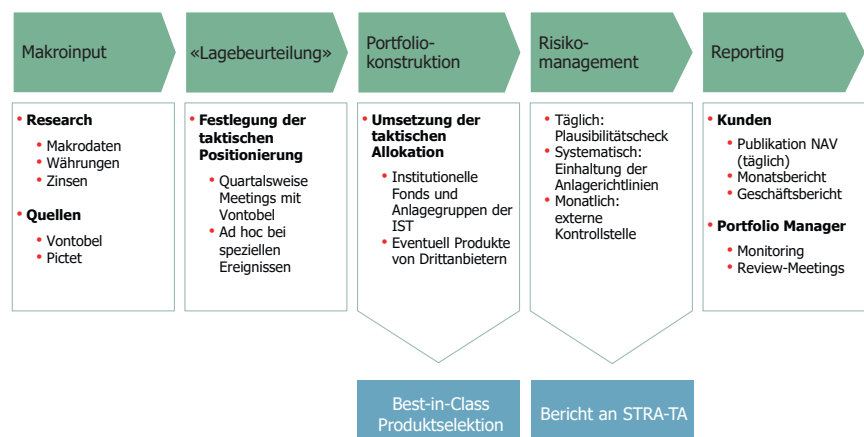 Makroinput
«Lagebeurteilung»
Portfolio-
konstruktion
Risiko-
management
Reporting
• Research
• Makrodaten
• Währungen
• Zinsen
• Quellen
• Vontobel
• Pictet
• Festlegung der
taktischen
Positionierung
• Quartalsweise
Meetings mit
Vontobel
• Ad hoc bei
speziellen
Ereignissen
• Umsetzung der
taktischen
Allokation
• Institutionelle
Fonds und
Anlagegruppen der
IST
• Eventuell Produkte
von Drittanbietern
• Täglich:
Plausibilitätscheck
• Systematisch:
Einhaltung der
Anlagerichtlinien
• Monatlich:
externe
Kontrollstelle
• Kunden
• Publikation NAV
(täglich)
• Monatsbericht
• Geschäftsbericht
• Portfolio Manager
• Monitoring
• Review-Meetings
Best-in-Class
Produktselektion
Bericht an STRA-TA